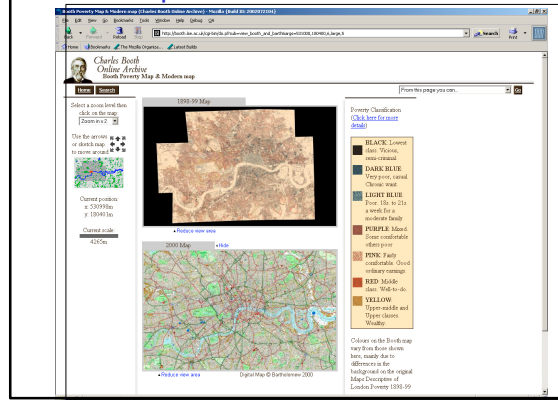 Booth Poverty Map & Modern map (Charles Booth Online Archive) - Mozilla {Build ID: 2002072104}
File Edit View Go Bookmarks Tools Window Help Debug QA
Back Forward Reload Stop
Search Print
Home Bookmarks The Mozilla Organiza... Latest Builds
Charles Booth
Online Archive
Booth Poverty Map & Modern map
Home Search
From this page you can...
Go
Select a zoom level then
click on the map:
Zoom in x 2
Use the arrows
or sketch map
to move around
Current position:
x: 530998m
y: 180401m
Current scale:
4265m
1898-99 Map
Reduce view area
2000 Map
Hide
Reduce view area
Digital Map © Bartholomew 2000
Poverty Classification
(Click here for more
details)
BLACK: Lowest
class. Vicious,
semi-criminal.
DARK BLUE:
Very poor, casual.
Chronic want.
LIGHT BLUE:
Poor. 18s. to 21s.
a week for a
moderate family
PURPLE: Mixed.
Some comfortable
others poor
PINK: Fairly
comfortable. Good
ordinary earnings.
RED: Middle
class. Well-to-do.
YELLOW:
Upper-middle and
Upper classes.
Wealthy.
Colours on the Booth map
vary from those shown
here, mainly due to
differences in the
background on the original
Maps Descriptive of
London Poverty 1898-99